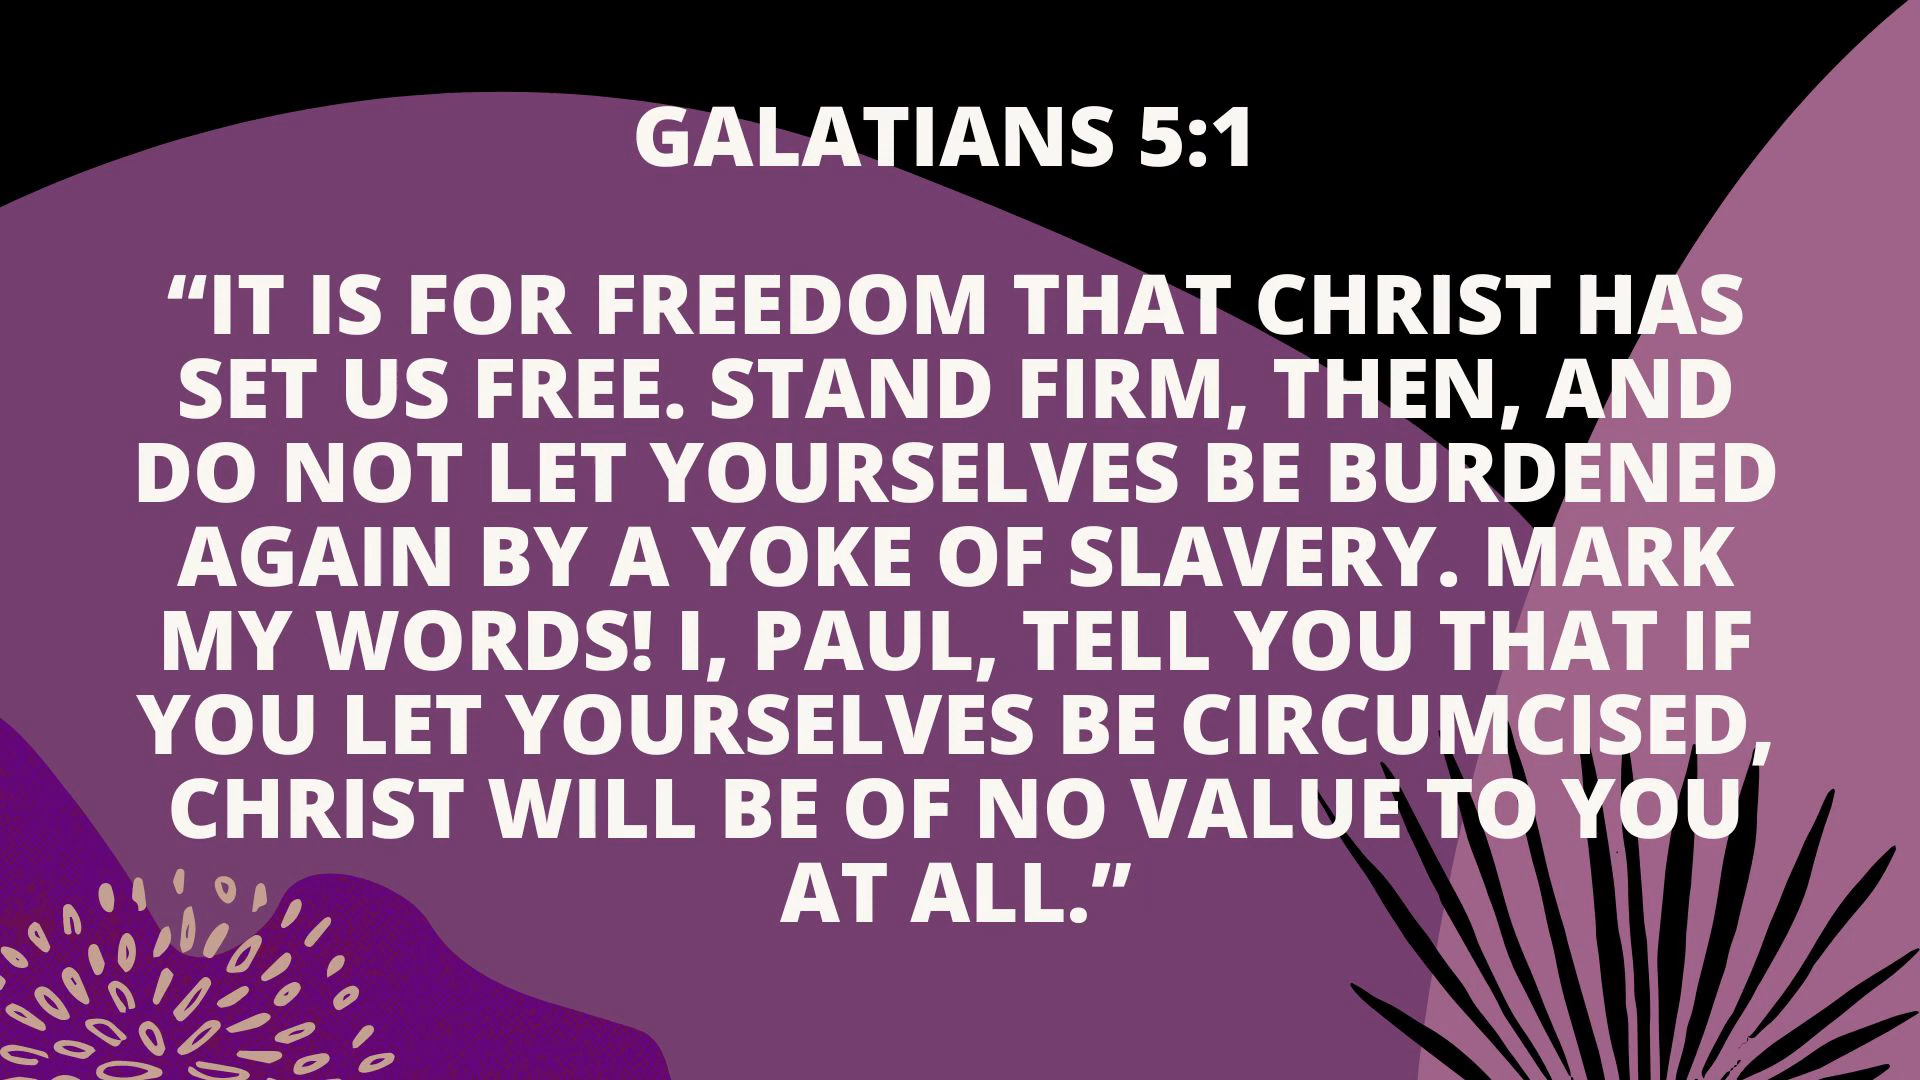 GALATIANS 5:1
“IT IS FOR FREEDOM THAT CHRIST HAS
SET US FREE. STAND FIRM, THEN, AND
DO NOT LET YOURSELVES BE BURDENED
AGAIN BY A YOKE OF SLAVERY. MARK
MY WORDS! I, PAUL, TELL YOU THAT IF
YOU LET YOURSELVES BE CIRCUMCISED,
CHRIST WILL BE OF NO VALUE TO YOU
AT ALL.”